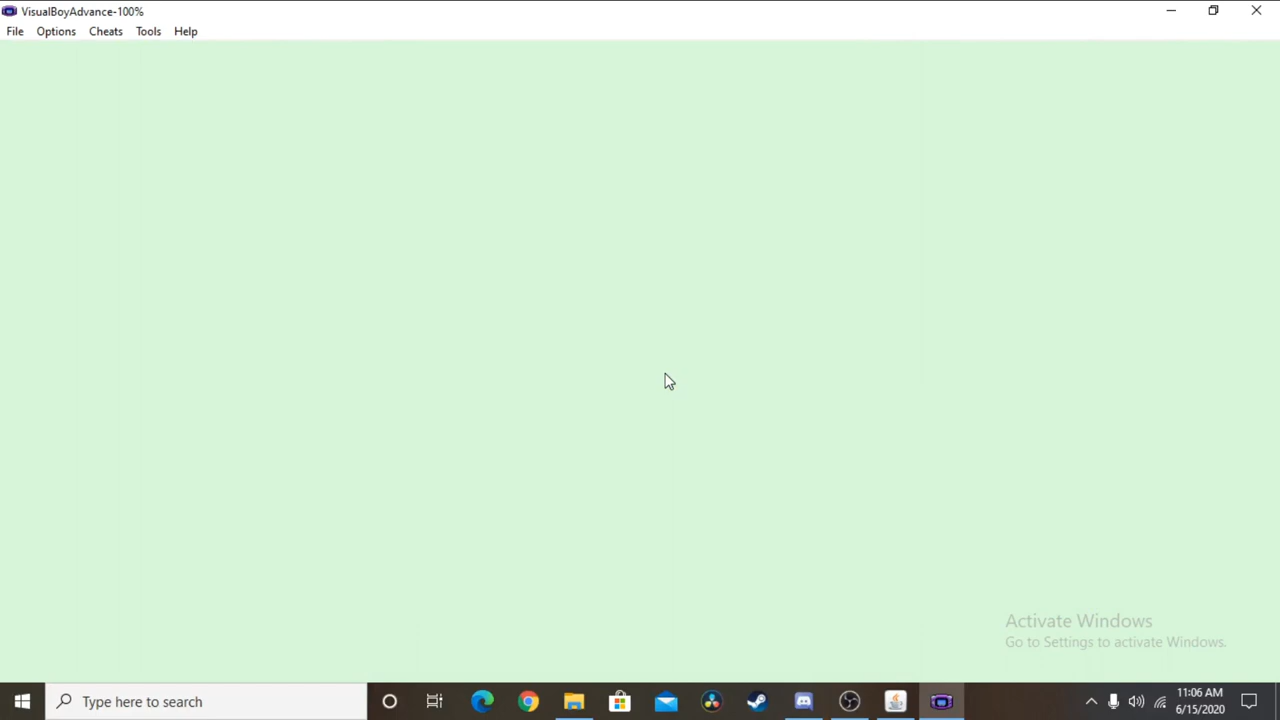 VisualBoyAdvance-100%
File Options Cheats Tools Help
Activate Windows
Go to Settings to activate Windows.
Type here to search
11:06 AM
6/15/2020